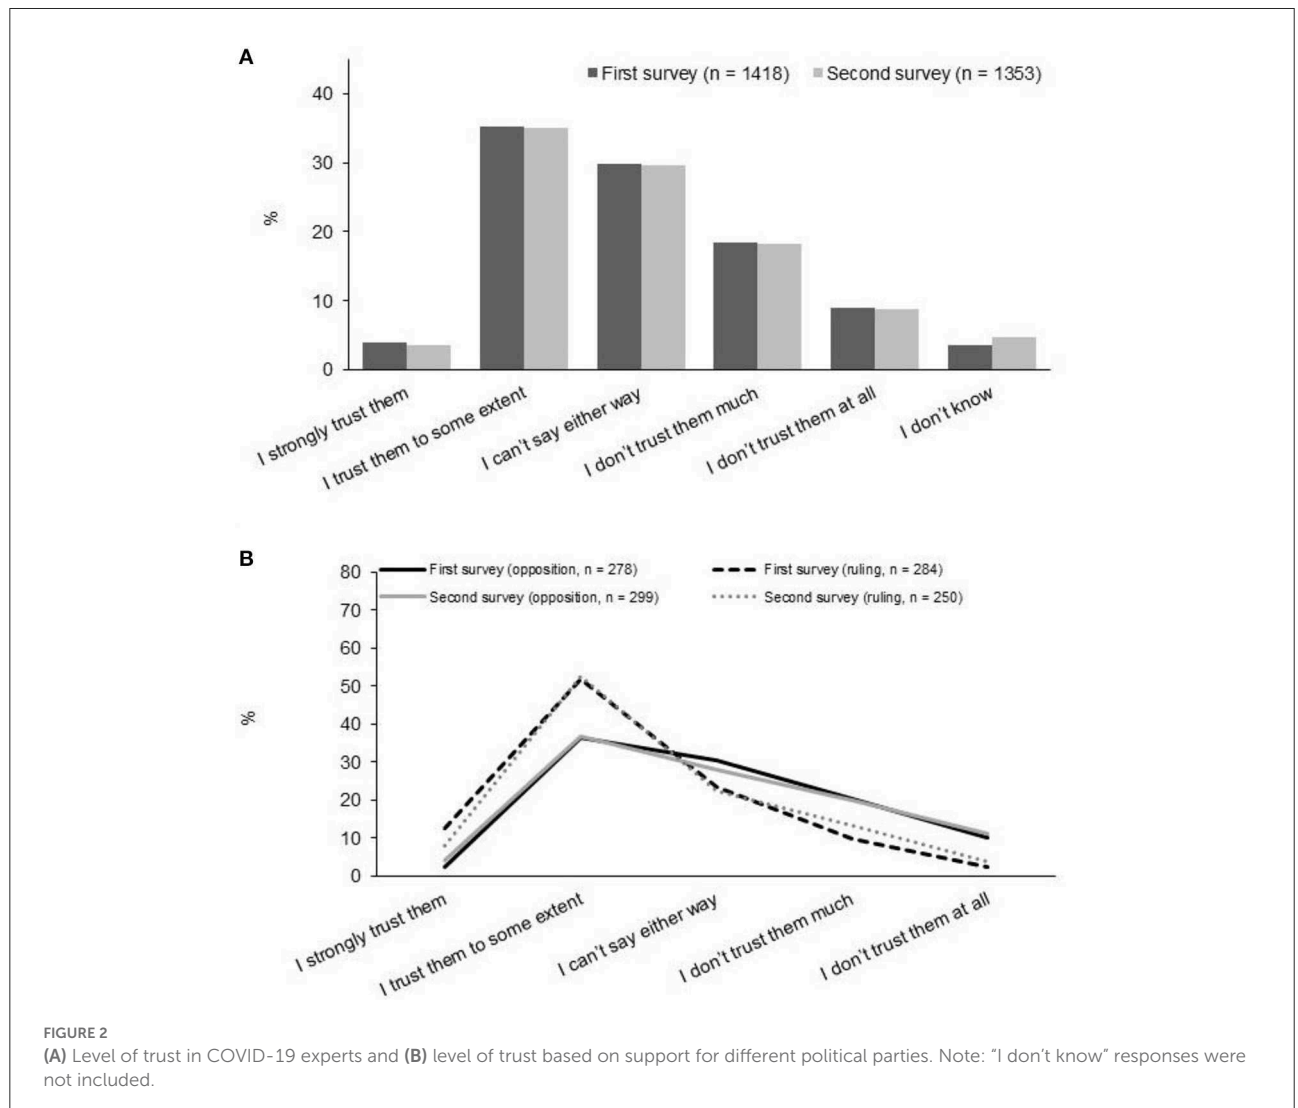 A
First survey (n = 1418) Second survey (n = 1353)
40
30
20
10
0
%
I strongly trust them
I trust them to some extent
I can't say either way
I don't trust them much
I don't trust them at all
I don't know
B
First survey (opposition, n = 278) First survey (ruling, n = 284)
Second survey (opposition, n = 299) Second survey (ruling, n = 250)
80
70
60
50
40
30
20
10
0
%
I strongly trust them
I trust them to some extent
I can't say either way
I don't trust them much
I don't trust them at all
FIGURE 2
(A) Level of trust in COVID-19 experts and (B) level of trust based on support for different political parties. Note: "I don't know" responses were
not included.